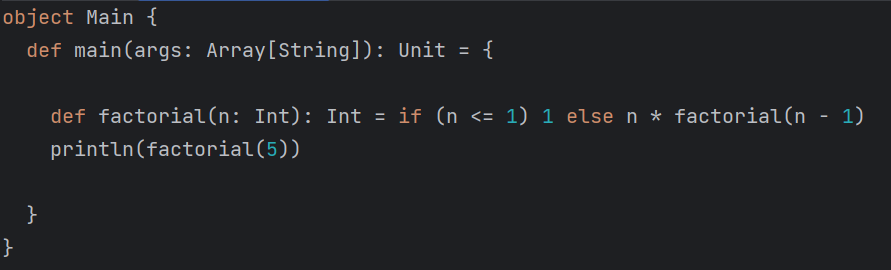 object Main {
  def main(args: Array[String]): Unit = {
    def factorial(n: Int): Int = if (n <= 1) 1 else n * factorial(n - 1)
    println(factorial(5))
  }
}